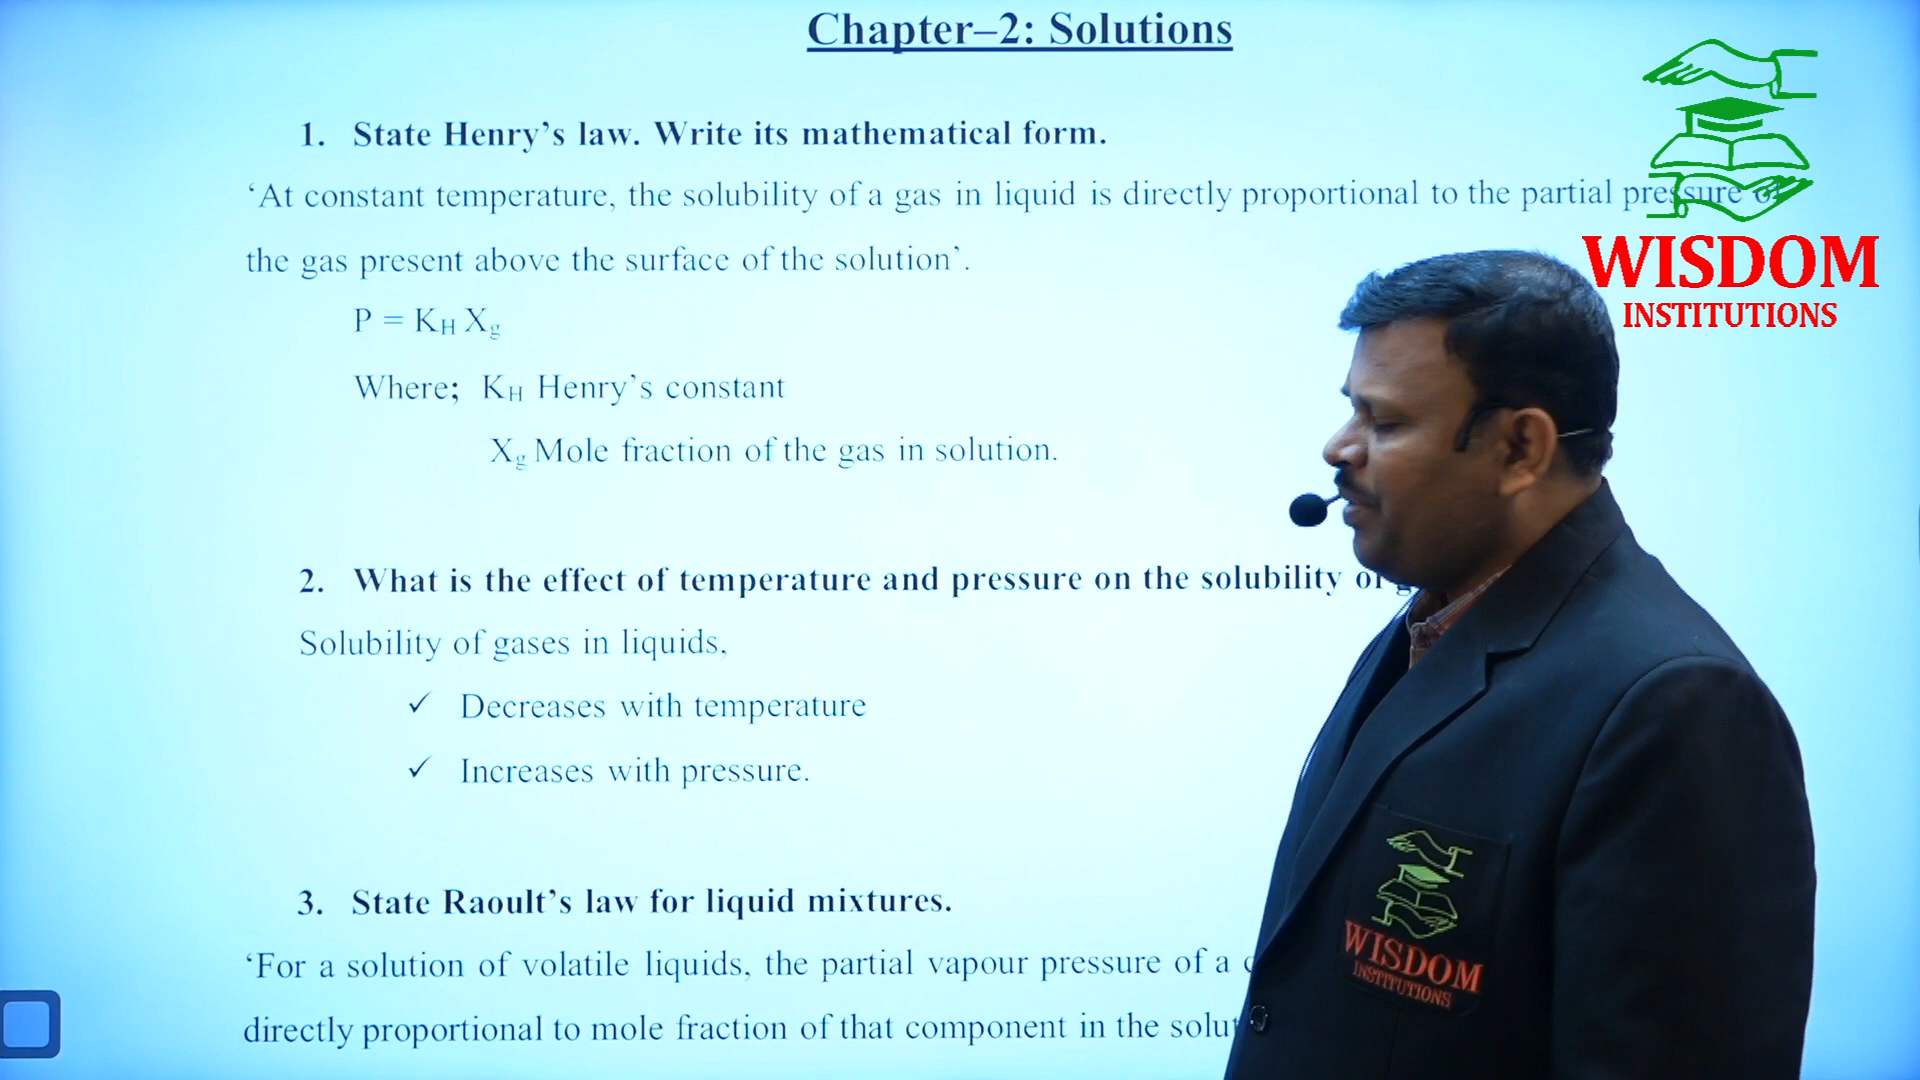 Chapter–2: Solutions
1. State Henry’s law. Write its mathematical form.
‘At constant temperature, the solubility of a gas in liquid is directly proportional to the partial pressure of
the gas present above the surface of the solution’.
P = KH Xg
Where; KH Henry’s constant
Xg Mole fraction of the gas in solution.
2. What is the effect of temperature and pressure on the solubility of
Solubility of gases in liquids,
✓ Decreases with temperature
✓ Increases with pressure.
3. State Raoult’s law for liquid mixtures.
‘For a solution of volatile liquids, the partial vapour pressure of a
directly proportional to mole fraction of that component in the
WISDOM
INSTITUTIONS
WISDOM
INSTITUTIONS